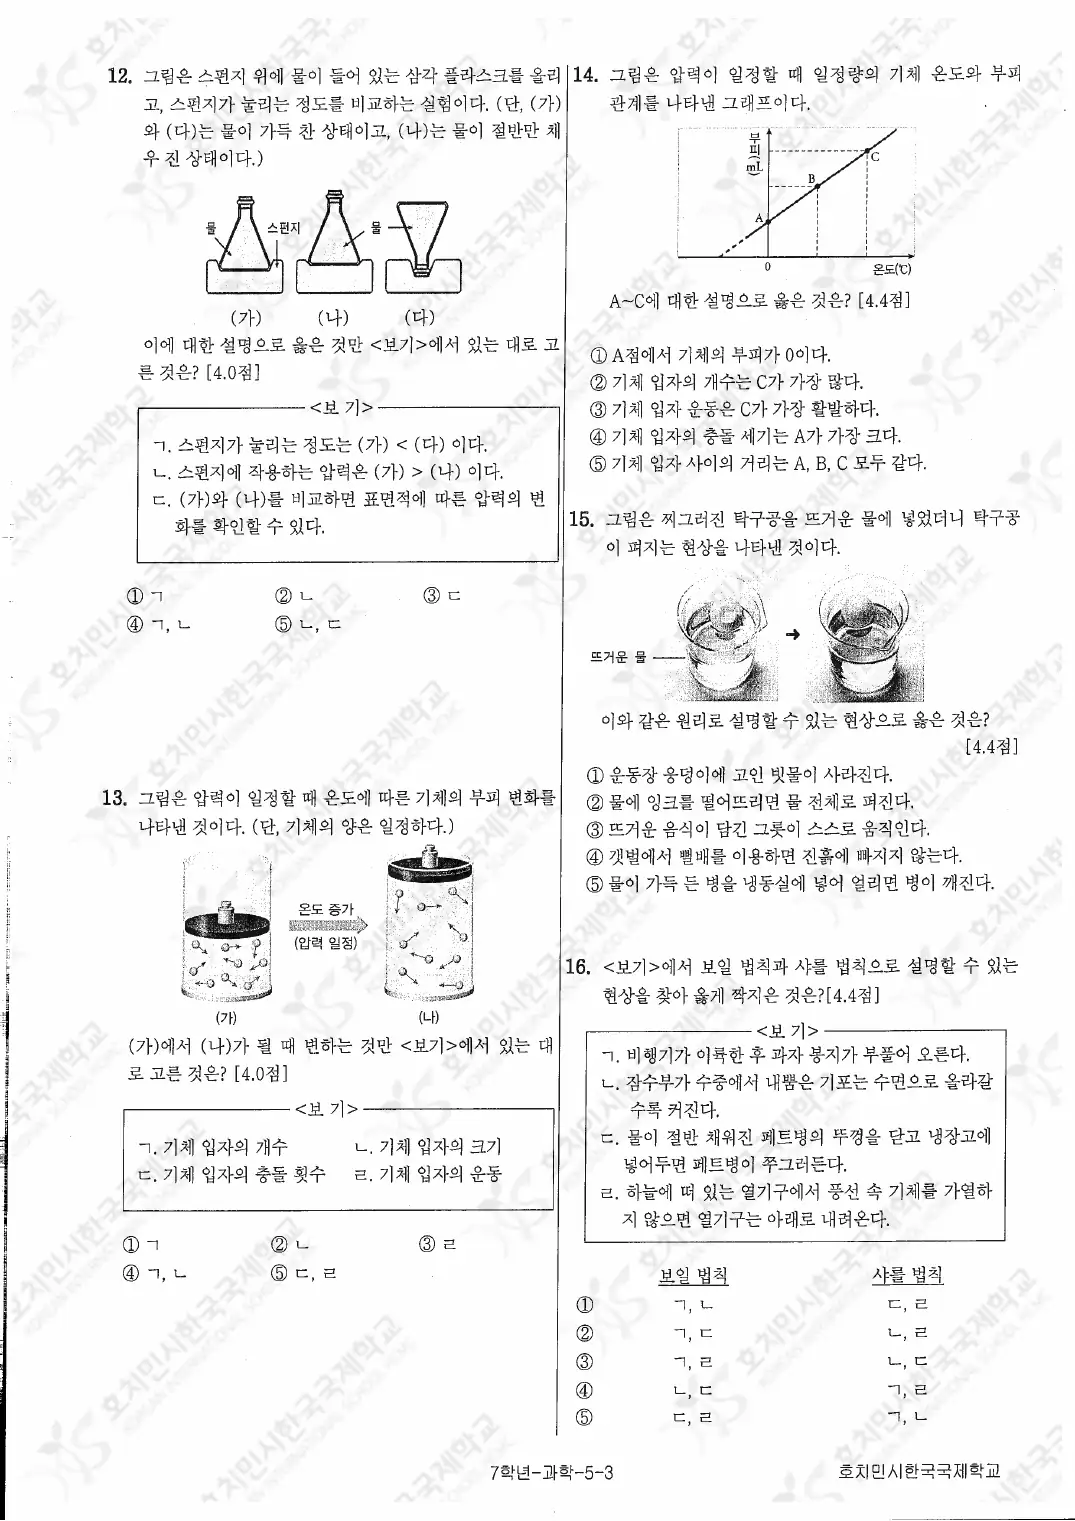 12. 그림은 스펀지 위에 물이 들어 있는 삼각 플라스크를 올리
고, 스펀지가 눌리는 정도를 비교하는 실험이다. (단, (가)
와 (다)는 물이 가득 찬 상태이고, (나)는 물이 절반만 채
우 진 상태이다.)
물 스펀지 물
(가) (나) (다)
이에 대한 설명으로 옳은 것만 <보기>에서 있는 대로 고
른 것은? [4.0점]
<보 기>
ㄱ. 스펀지가 눌리는 정도는 (가) < (다) 이다.
ㄴ. 스펀지에 작용하는 압력은 (가) > (나) 이다.
ㄷ. (가)와 (나)를 비교하면 표면적에 따른 압력의 변
화를 확인할 수 있다.
① ㄱ ② ㄴ ③ ㄷ
④ ㄱ, ㄴ ⑤ ㄴ, ㄷ
13. 그림은 압력이 일정할 때 온도에 따른 기체의 부피 변화를
나타낸 것이다. (단, 기체의 양은 일정하다.)
온도 증가
(압력 일정)
(가) (나)
(가)에서 (나)가 될 때 변하는 것만 <보기>에서 있는 대
로 고른 것은? [4.0점]
<보 기>
ㄱ. 기체 입자의 개수 ㄴ. 기체 입자의 크기
ㄷ. 기체 입자의 충돌 횟수 ㄹ. 기체 입자의 운동
① ㄱ ② ㄴ ③ ㄹ
④ ㄱ, ㄴ ⑤ ㄷ, ㄹ
14. 그림은 압력이 일정할 때 일정량의 기체 온도와 부피
관계를 나타낸 그래프이다.
부피(mL)
A
B
C
0 온도(℃)
A~C에 대한 설명으로 옳은 것은? [4.4점]
① A점에서 기체의 부피가 0이다.
② 기체 입자의 개수는 C가 가장 많다.
③ 기체 입자 운동은 C가 가장 활발하다.
④ 기체 입자의 충돌 세기는 A가 가장 크다.
⑤ 기체 입자 사이의 거리는 A, B, C 모두 같다.
15. 그림은 찌그러진 탁구공을 뜨거운 물에 넣었더니 탁구공
이 펴지는 현상을 나타낸 것이다.
뜨거운 물
이와 같은 원리로 설명할 수 있는 현상으로 옳은 것은?
[4.4점]
① 운동장 웅덩이에 고인 빗물이 사라진다.
② 물에 잉크를 떨어뜨리면 물 전체로 퍼진다.
③ 뜨거운 음식이 담긴 그릇이 스스로 움직인다.
④ 갯벌에서 뻘배를 이용하면 진흙에 빠지지 않는다.
⑤ 물이 가득 든 병을 냉동실에 넣어 얼리면 병이 깨진다.
16. <보기>에서 보일 법칙과 샤를 법칙으로 설명할 수 있는
현상을 찾아 옳게 짝지은 것은?[4.4점]
<보 기>
ㄱ. 비행기가 이륙한 후 과자 봉지가 부풀어 오른다.
ㄴ. 잠수부가 수중에서 내뿜은 기포는 수면으로 올라갈
수록 커진다.
ㄷ. 물이 절반 채워진 페트병의 뚜껑을 닫고 냉장고에
넣어두면 페트병이 쭈그러든다.
ㄹ. 하늘에 떠 있는 열기구에서 풍선 속 기체를 가열하
지 않으면 열기구는 아래로 내려온다.
보일 법칙 샤를 법칙
① ㄱ, ㄴ ㄷ, ㄹ
② ㄱ, ㄷ ㄴ, ㄹ
③ ㄱ, ㄹ ㄴ, ㄷ
④ ㄴ, ㄷ ㄱ, ㄹ
⑤ ㄷ, ㄹ ㄱ, ㄴ
7학년-과학-5-3
호치민시한국국제학교